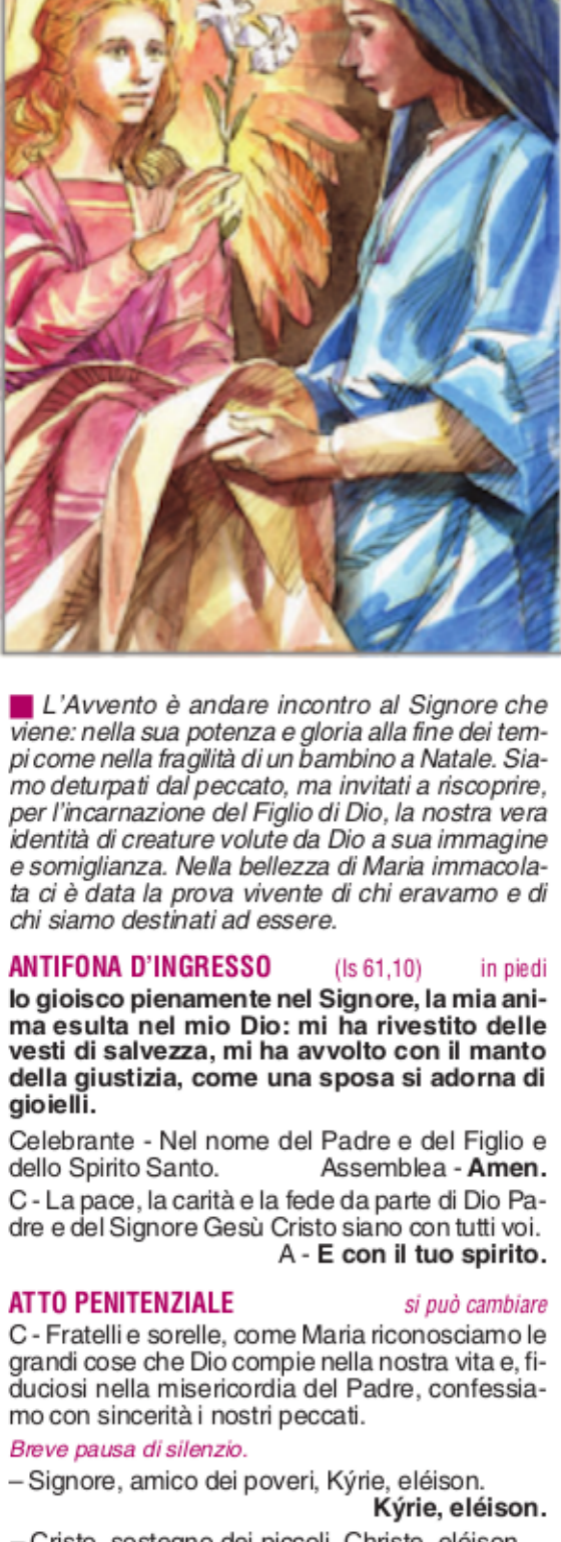 L'Avvento è andare incontro al Signore che
viene: nella sua potenza e gloria alla fine dei tem-
pi come nella fragilità di un bambino a Natale. Sia-
mo deturpati dal peccato, ma invitati a riscoprire,
per l'incarnazione del Figlio di Dio, la nostra vera
identità di creature volute da Dio a sua immagine
e somiglianza. Nella bellezza di Maria immacola-
ta ci è data la prova vivente di chi eravamo e di
chi siamo destinati ad essere.
ANTIFONA D'INGRESSO (Is 61,10) in piedi
Io gioisco pienamente nel Signore, la mia ani-
ma esulta nel mio Dio: mi ha rivestito delle
vesti di salvezza, mi ha avvolto con il manto
della giustizia, come una sposa si adorna di
gioielli.
Celebrante - Nel nome del Padre e del Figlio e
dello Spirito Santo. Assemblea - Amen.
C - La pace, la carità e la fede da parte di Dio Pa-
dre e del Signore Gesù Cristo siano con tutti voi.
A - E con il tuo spirito.
ATTO PENITENZIALE si può cambiare
C - Fratelli e sorelle, come Maria riconosciamo le
grandi cose che Dio compie nella nostra vita e, fi-
duciosi nella misericordia del Padre, confessia-
mo con sincerità i nostri peccati.
Breve pausa di silenzio.
– Signore, amico dei poveri, Kýrie, eléison.
Kýrie, eléison.
– Cristo, sostegno dei piccoli, Christe, eléison.